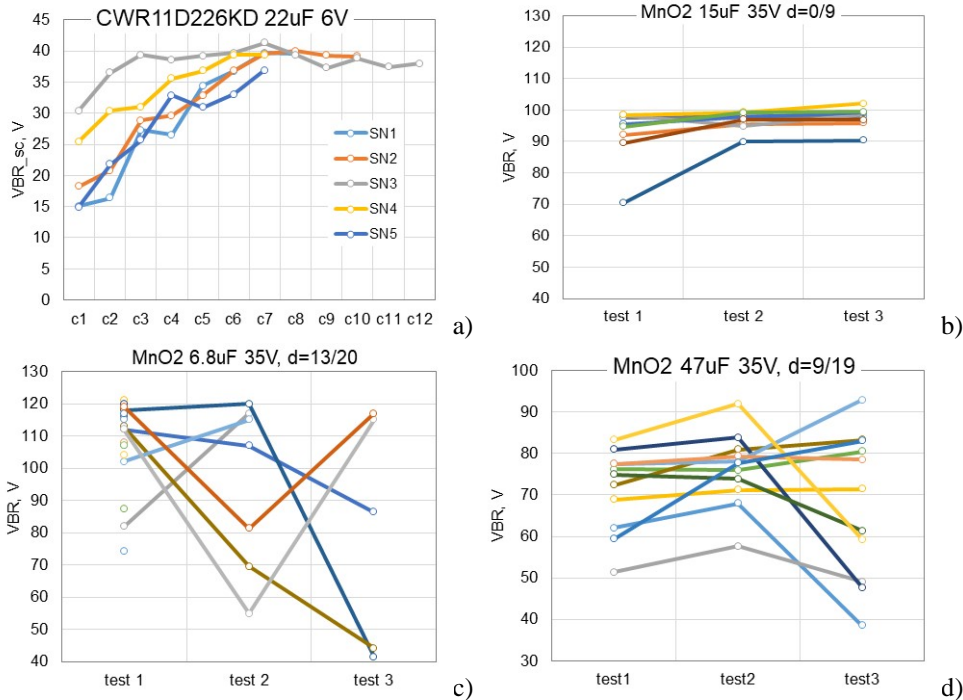 CWR11D226KD 22uF 6V
VBR_sc, V
45
40
35
30
25
20
15
10
5
0
SN1
SN2
SN3
SN4
SN5
c1 c2 c3 c4 c5 c6 c7 c8 c9 c10 c11 c12
a)
MnO2 15uF 35V d=0/9
VBR, V
130
120
110
100
90
80
70
60
50
40
test 1 test 2 test 3
b)
MnO2 6.8uF 35V, d=13/20
VBR, V
130
120
110
100
90
80
70
60
50
40
test 1 test 2 test 3
c)
MnO2 47uF 35V, d=9/19
VBR, V
100
90
80
70
60
50
40
30
test1 test2 test3
d)